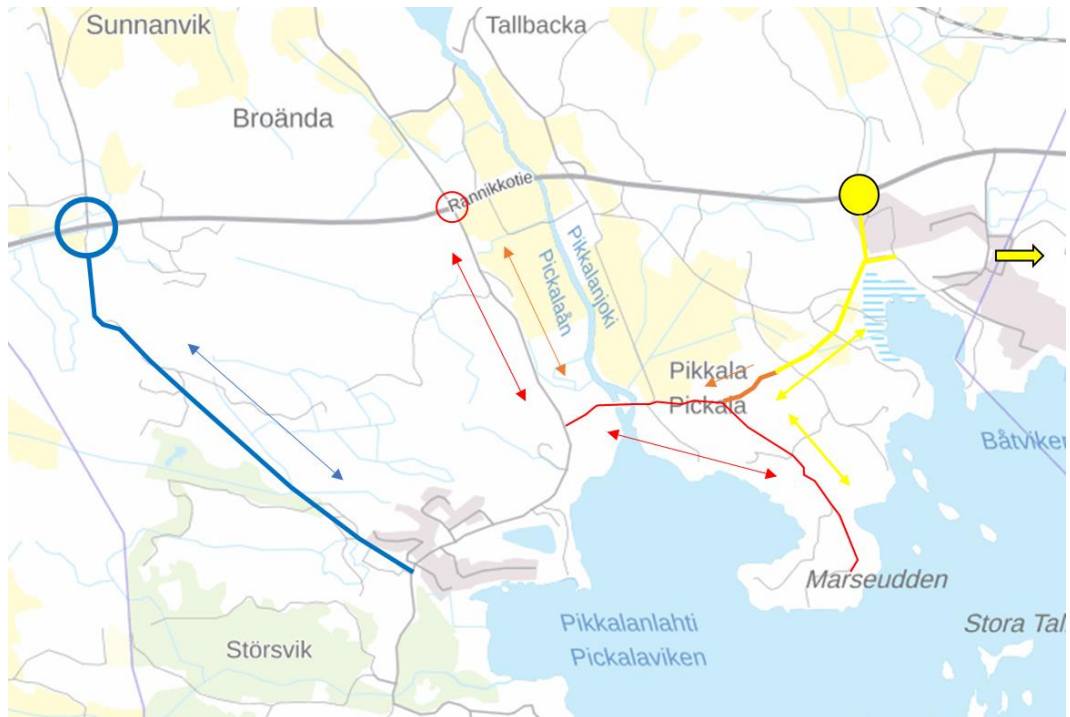 Sunnanvik
Tallbacka
Broända
Rannikkotie
Pikkalanjoki
Pickalaån
Pikkala
Pickala
Båtviken
Marseudden
Pikkalanlahti
Pickalaviken
Stora Tal
Störsvik